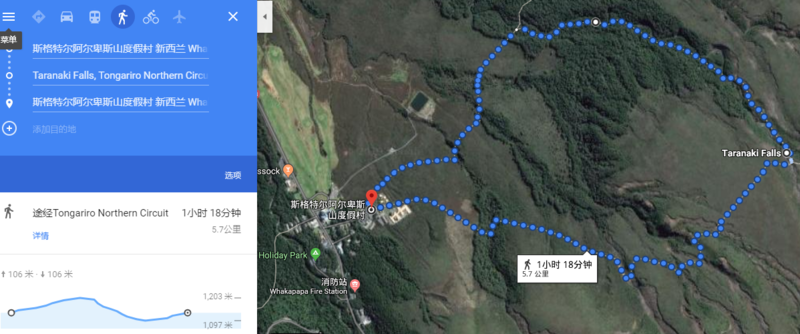 菜单
斯格特尔阿尔卑斯山度假村 新西兰 Wha
Taranaki Falls, Tongariro Northern Circu
斯格特尔阿尔卑斯山度假村 新西兰 Wha
添加目的地
选项
途经Tongariro Northern Circuit 1小时 18分钟
5.7公里
详情
106 米 · 106 米
1,203 米
1,097 米
Taranaki Falls
ssock
斯格特尔阿尔卑斯
山度假村
Holiday Park
1小时 18分钟
5.7 公里
消防站
Whakapapa Fire Station